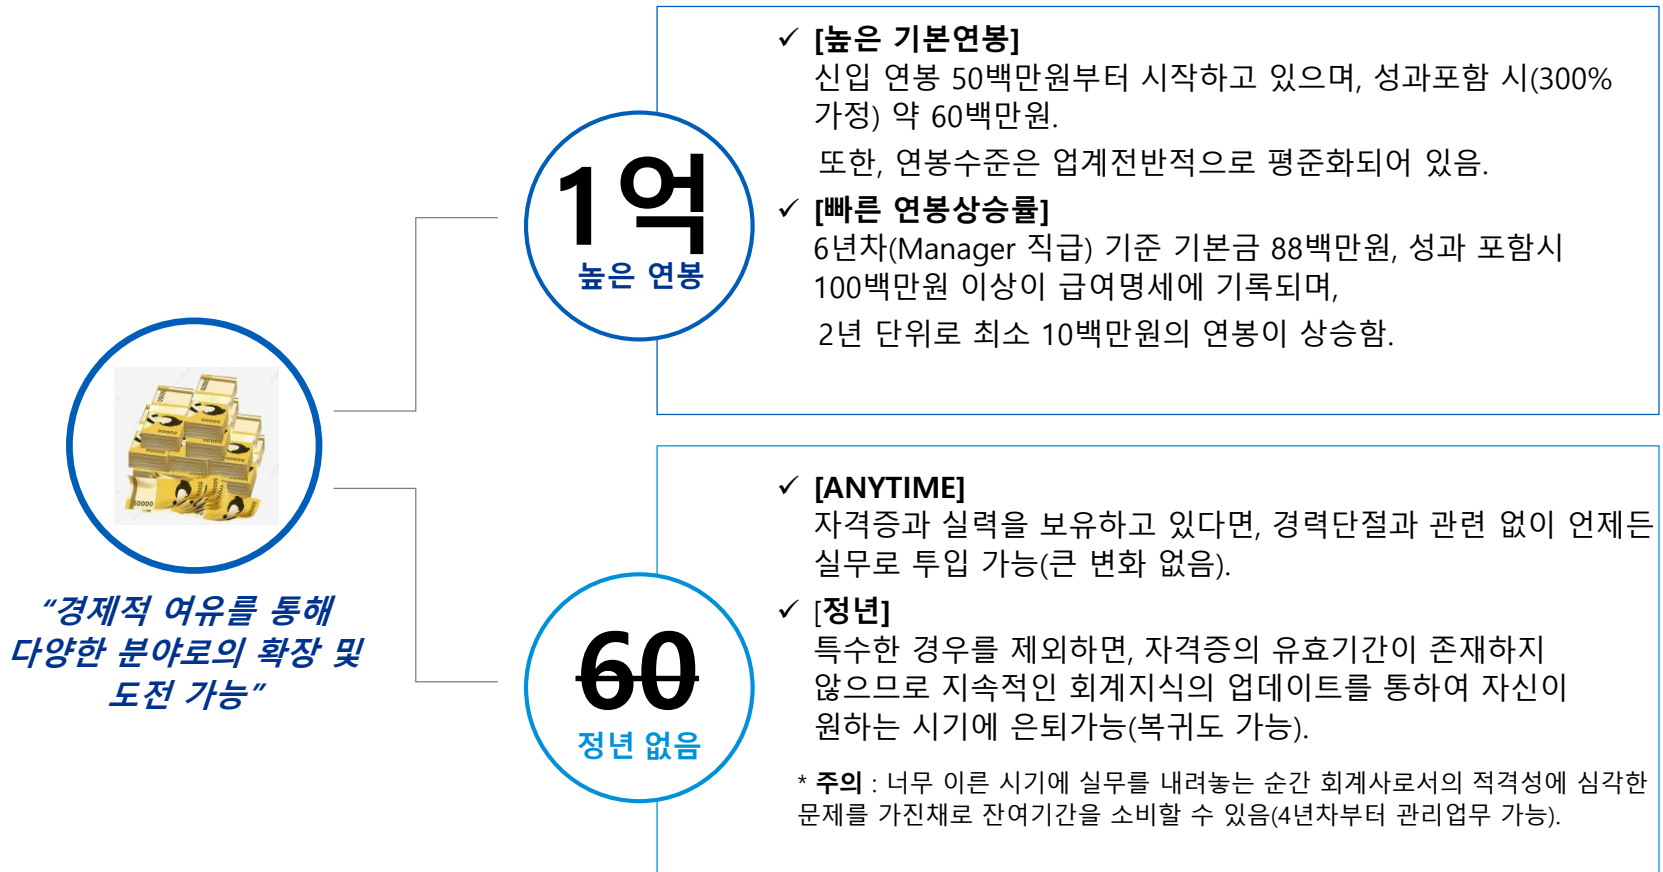 ✓ [높은 기본연봉]
신입 연봉 50백만원부터 시작하고 있으며, 성과포함 시(300%
가정) 약 60백만원.
또한, 연봉수준은 업계전반적으로 평준화되어 있음.
✓ [빠른 연봉상승률]
6년차(Manager 직급) 기준 기본금 88백만원, 성과 포함시
100백만원 이상이 급여명세에 기록되며,
2년 단위로 최소 10백만원의 연봉이 상승함.
1억
높은 연봉
50000
“경제적 여유를 통해
다양한 분야로의 확장 및
도전 가능”
✓ [ANYTIME]
자격증과 실력을 보유하고 있다면, 경력단절과 관련 없이 언제든
실무로 투입 가능(큰 변화 없음).
✓ [정년]
특수한 경우를 제외하면, 자격증의 유효기간이 존재하지
않으므로 지속적인 회계지식의 업데이트를 통하여 자신이
원하는 시기에 은퇴가능(복귀도 가능).
* 주의 : 너무 이른 시기에 실무를 내려놓는 순간 회계사로서의 적격성에 심각한
문제를 가진채로 잔여기간을 소비할 수 있음(4년차부터 관리업무 가능).
60
정년 없음